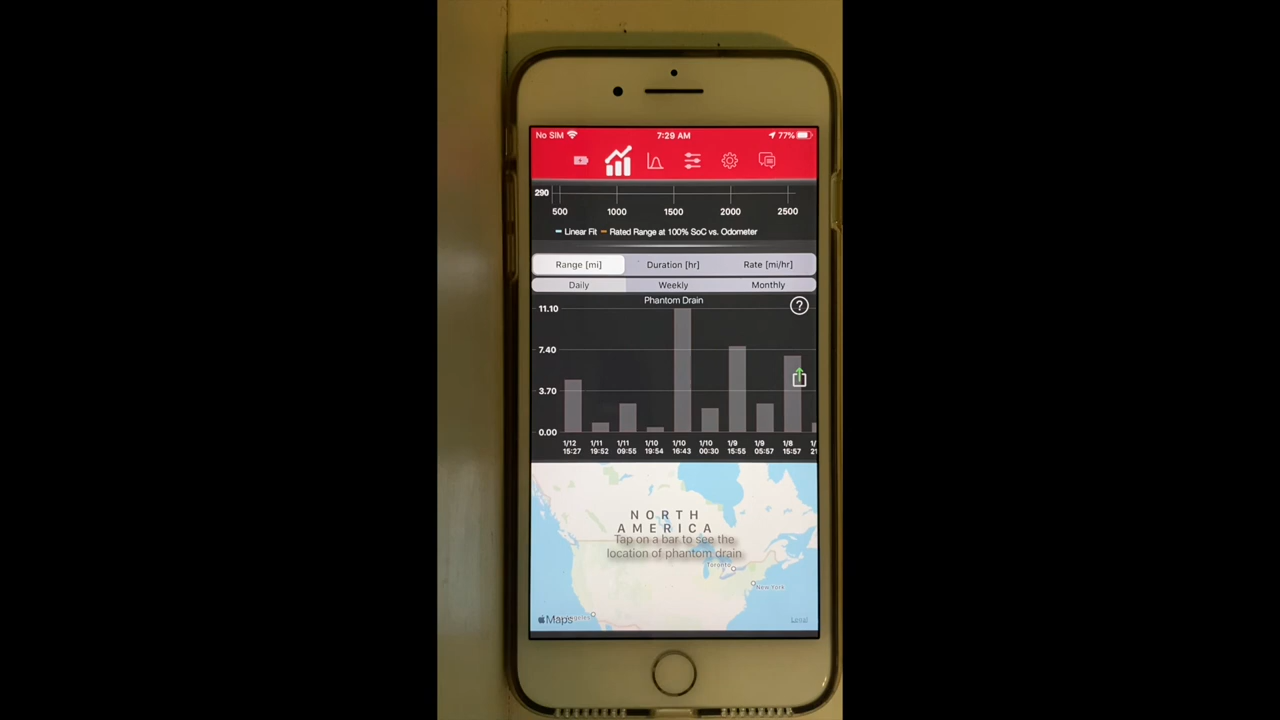 No SIM 7:29 AM 77%
290
500 1000 1500 2000 2500
Linear Fit Rated Range at 100% SoC vs. Odometer
Range [mi] Duration [hr] Rate [mi/hr]
Daily Weekly Monthly
Phantom Drain
?
11.10
7.40
3.70
0.00
1/12 1/11 1/11 1/10 1/10 1/10 1/9 1/9 1/8 1/
15:27 19:52 09:55 19:54 16:43 00:30 15:55 05:57 15:57 21
NORTH
AMERICA
Tap on a bar to see the
location of phantom drain
Toronto
New York
Maps
Legal